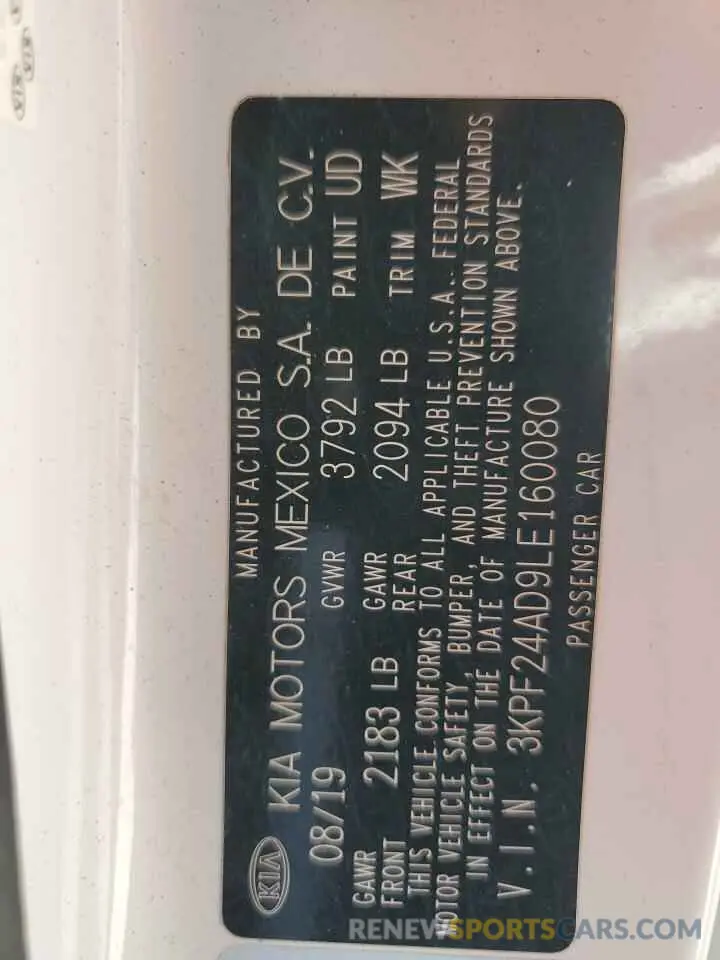 MANUFACTURED BY
KIA KIA MOTORS MEXICO S.A. DE C.V.
08/19 GVWR 3792 LB PAINT UD
GAWR FRONT 2183 LB GAWR REAR 2094 LB TRIM WK
THIS VEHICLE CONFORMS TO ALL APPLICABLE U.S.A. FEDERAL
MOTOR VEHICLE SAFETY, BUMPER, AND THEFT PREVENTION STANDARDS
IN EFFECT ON THE DATE OF MANUFACTURE SHOWN ABOVE.
V.I.N. 3KPF24AD9LE160080
PASSENGER CAR
KIA
KIA
RENEWSPORTSCARS.COM